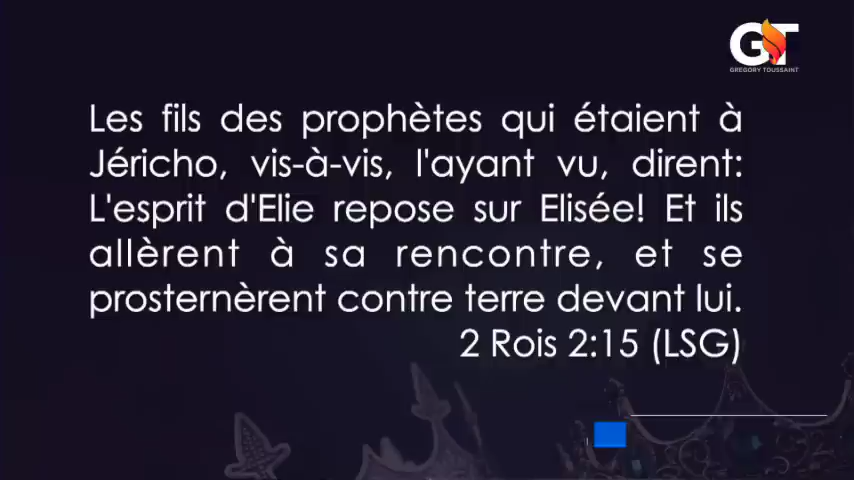 GT
GREGORY TOUSSAINT
Les fils des prophètes qui étaient à
Jéricho, vis-à-vis, l'ayant vu, dirent:
L'esprit d'Elie repose sur Elisée! Et ils
allèrent à sa rencontre, et se
prosternèrent contre terre devant lui.
2 Rois 2:15 (LSG)